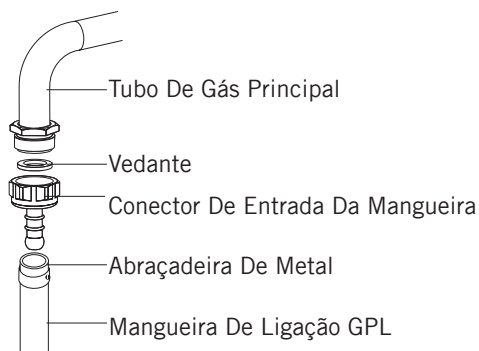 Tubo De Gás Principal
Vedante
Conector De Entrada Da Mangueira
Abraçadeira De Metal
Mangueira De Ligação GPL